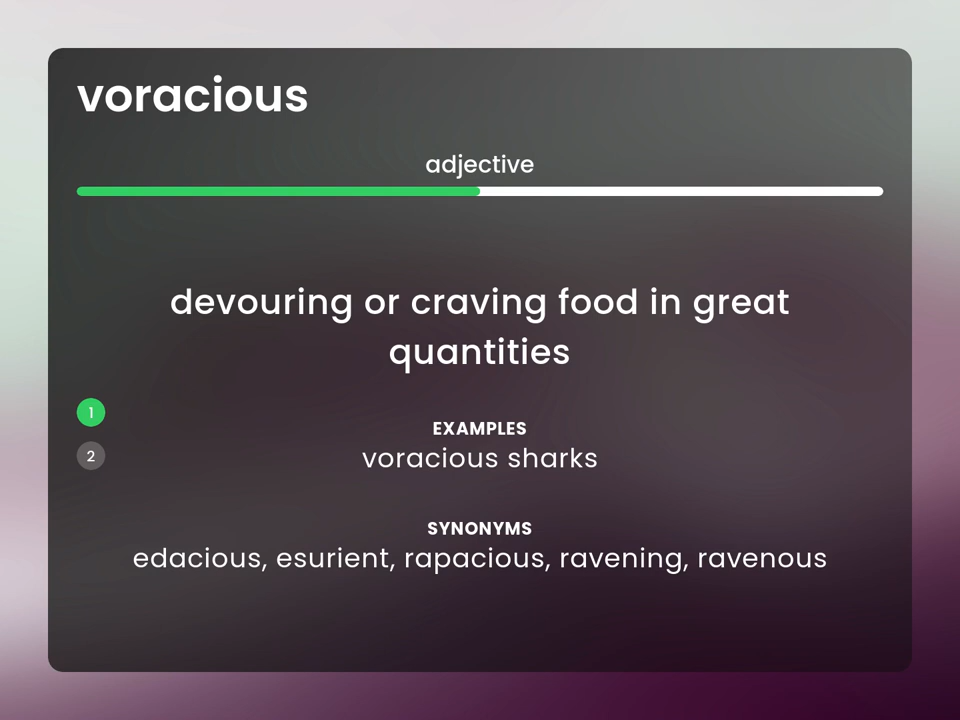 voracious
adjective
devouring or craving food in great
quantities
1
EXAMPLES
2
voracious sharks
SYNONYMS
edacious, esurient, rapacious, ravening, ravenous